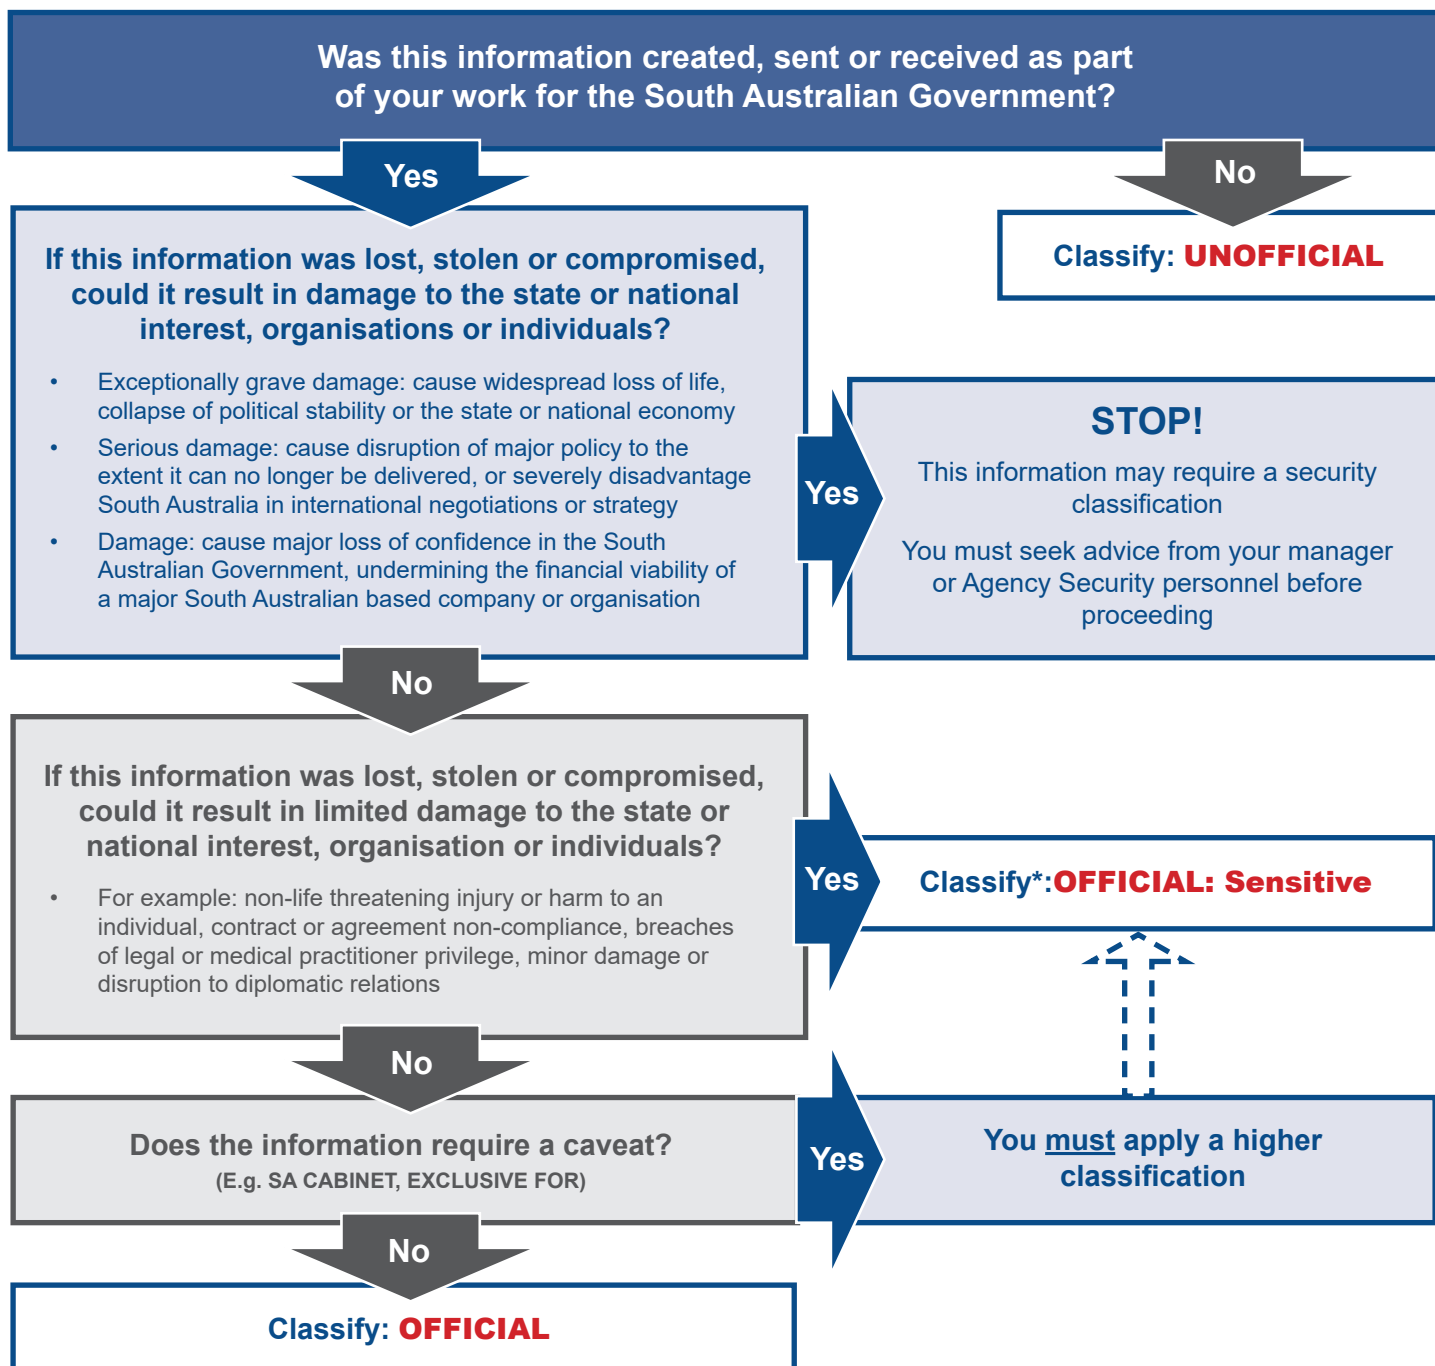 Was this information created, sent or received as part
of your work for the South Australian Government?
Yes
No
Classify: UNOFFICIAL
If this information was lost, stolen or compromised,
could it result in damage to the state or national
interest, organisations or individuals?
• Exceptionally grave damage: cause widespread loss of life,
collapse of political stability or the state or national economy
• Serious damage: cause disruption of major policy to the
extent it can no longer be delivered, or severely disadvantage
South Australia in international negotiations or strategy
• Damage: cause major loss of confidence in the South
Australian Government, undermining the financial viability of
a major South Australian based company or organisation
Yes
STOP!
This information may require a security
classification
You must seek advice from your manager
or Agency Security personnel before
proceeding
No
If this information was lost, stolen or compromised,
could it result in limited damage to the state or
national interest, organisation or individuals?
• For example: non-life threatening injury or harm to an
individual, contract or agreement non-compliance, breaches
of legal or medical practitioner privilege, minor damage or
disruption to diplomatic relations
Yes
Classify*:OFFICIAL: Sensitive
No
Does the information require a caveat?
(E.g. SA CABINET, EXCLUSIVE FOR)
Yes
You must apply a higher
classification
No
Classify: OFFICIAL